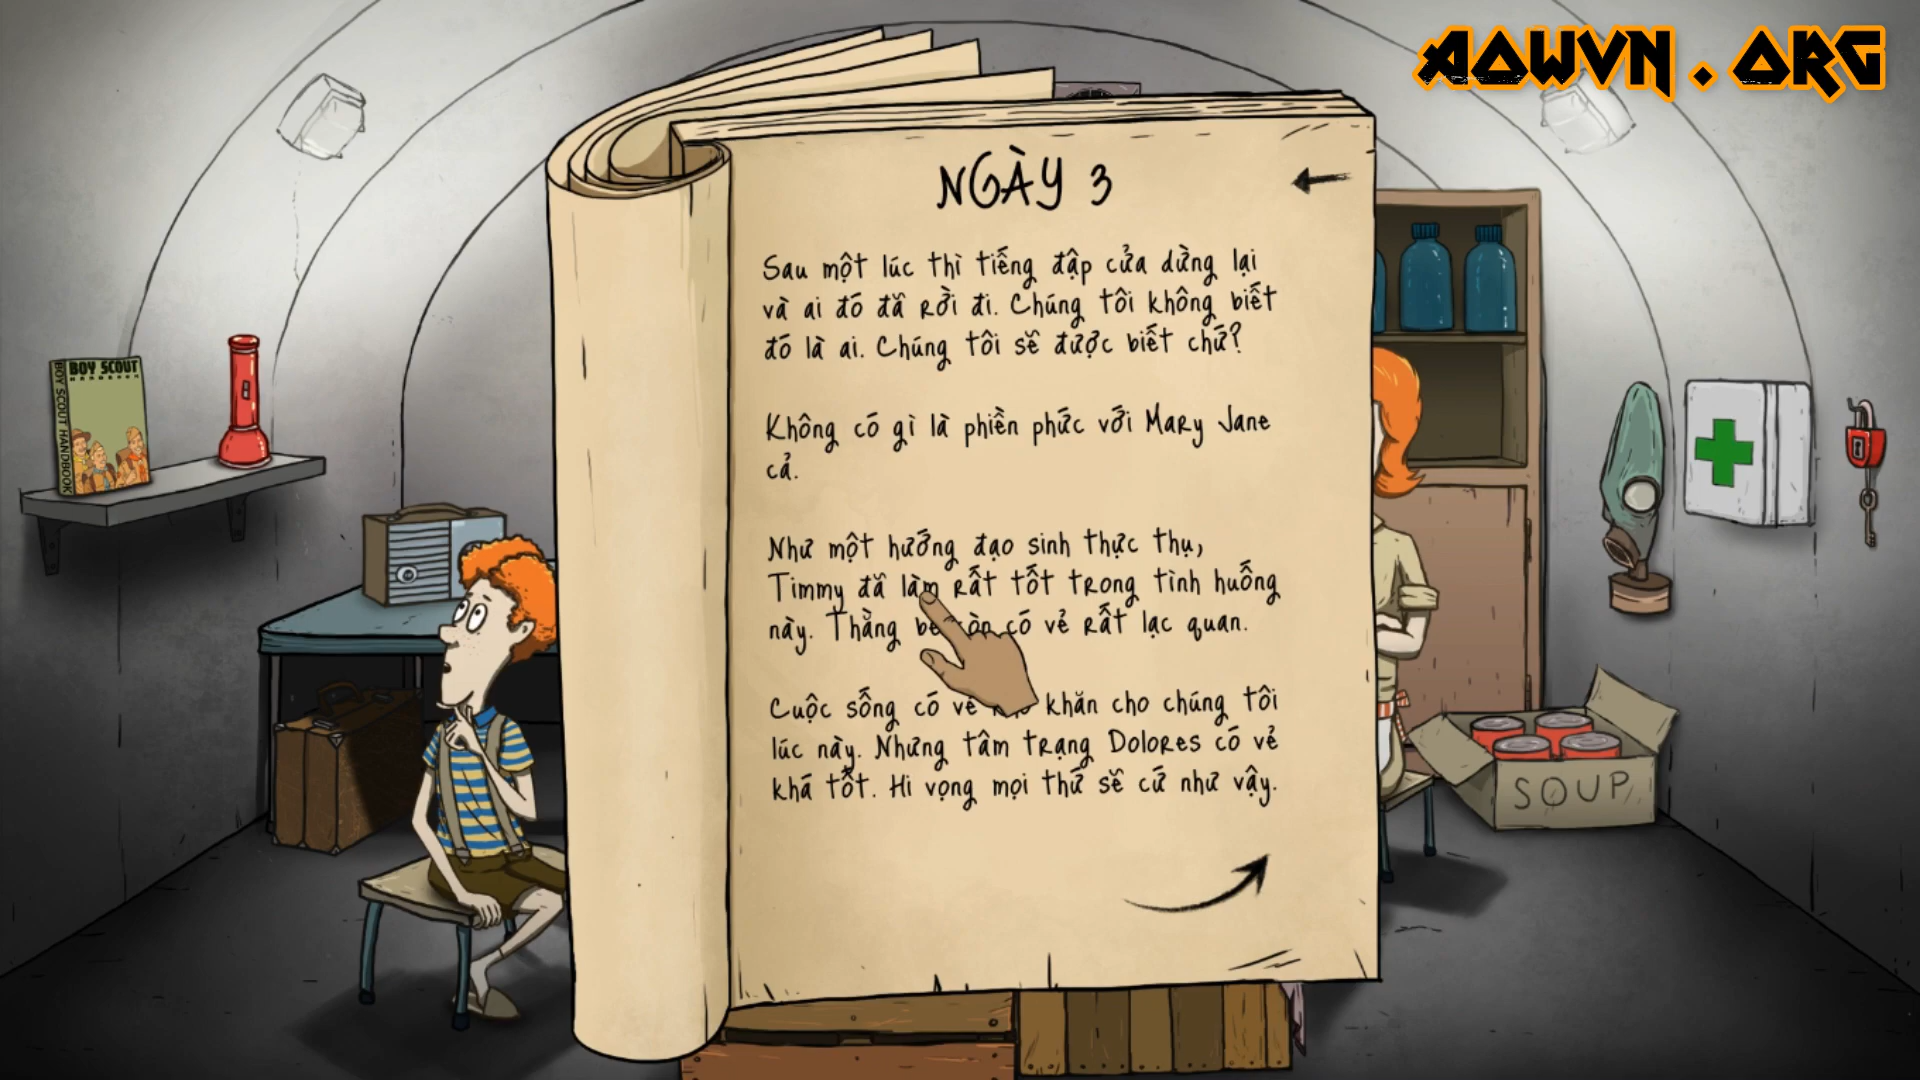 AOWVN.ORG
NGÀY 3
Sau một lúc thì tiếng đập cửa dừng lại
và ai đó đã rời đi. Chúng tôi không biết
đó là ai. Chúng tôi sẽ được biết chứ?
Không có gì là phiền phức với Mary Jane
cả.
Như một hướng đạo sinh thực thụ,
Timmy đã làm rất tốt trong tình huống
này. Thằng bé còn có vẻ rất lạc quan.
Cuộc sống có vẻ khăn cho chúng tôi
lúc này. Nhưng tâm trạng Dolores có vẻ
khá tốt. Hi vọng mọi thứ sẽ cứ như vậy.
BOY SCOUT
HANDBOOK
BOY SCOUT HANDBOOK
SOUP